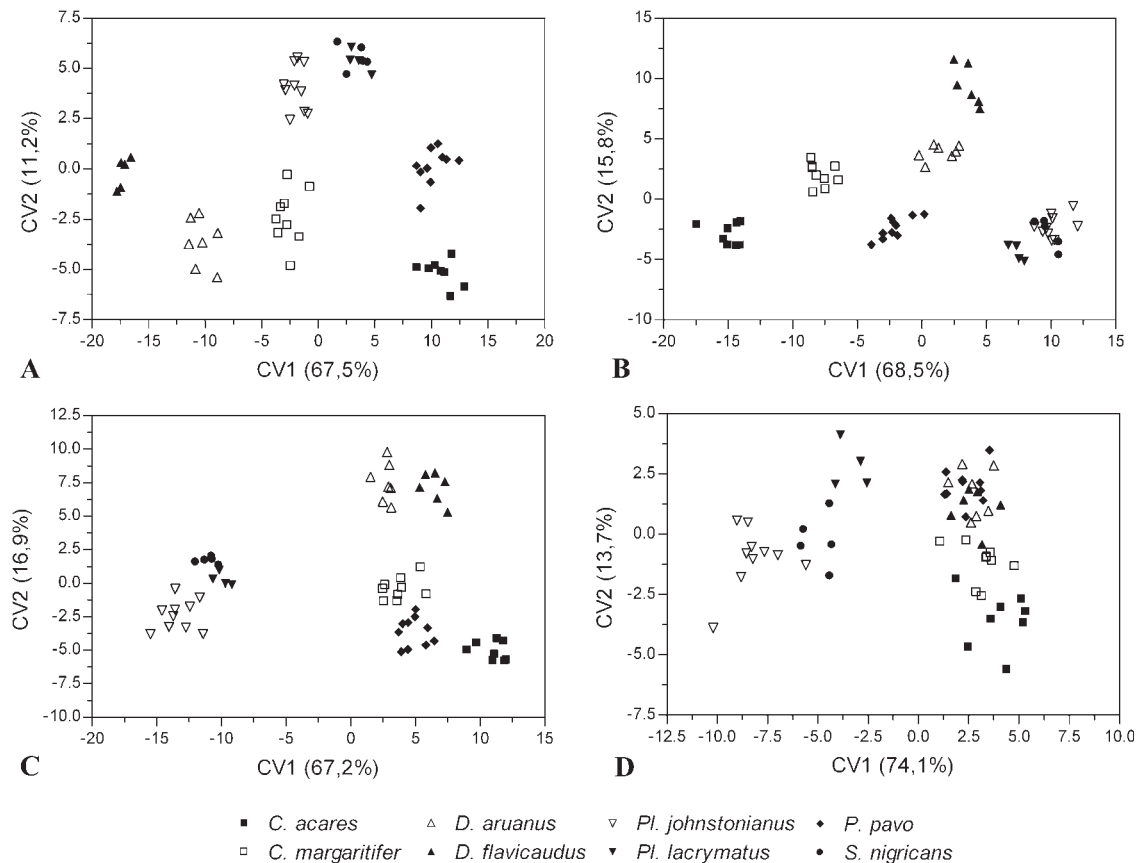 7.5
5.0
2.5
0.0
-2.5
-5.0
-7.5
CV2 (11,2%)
-20 -15 -10 -5 0 5 10 15 20
CV1 (67,5%)
A
15
10
5
0
-5
-10
CV2 (15,8%)
-20 -15 -10 -5 0 5 10 15
CV1 (68,5%)
B
12.5
10.0
7.5
5.0
2.5
0.0
-2.5
-5.0
-7.5
-10.0
CV2 (16,9%)
-20 -15 -10 -5 0 5 10 15
CV1 (67,2%)
C
5.0
2.5
0.0
-2.5
-5.0
-7.5
CV2 (13,7%)
-12.5 -10.0 -7.5 -5.0 -2.5 0.0 2.5 5.0 7.5 10.0
CV1 (74,1%)
D
C. acares D. aruanus Pl. johnstonianus P. pavo
C. margaritifer D. flavicaudus Pl. lacrymatus S. nigricans